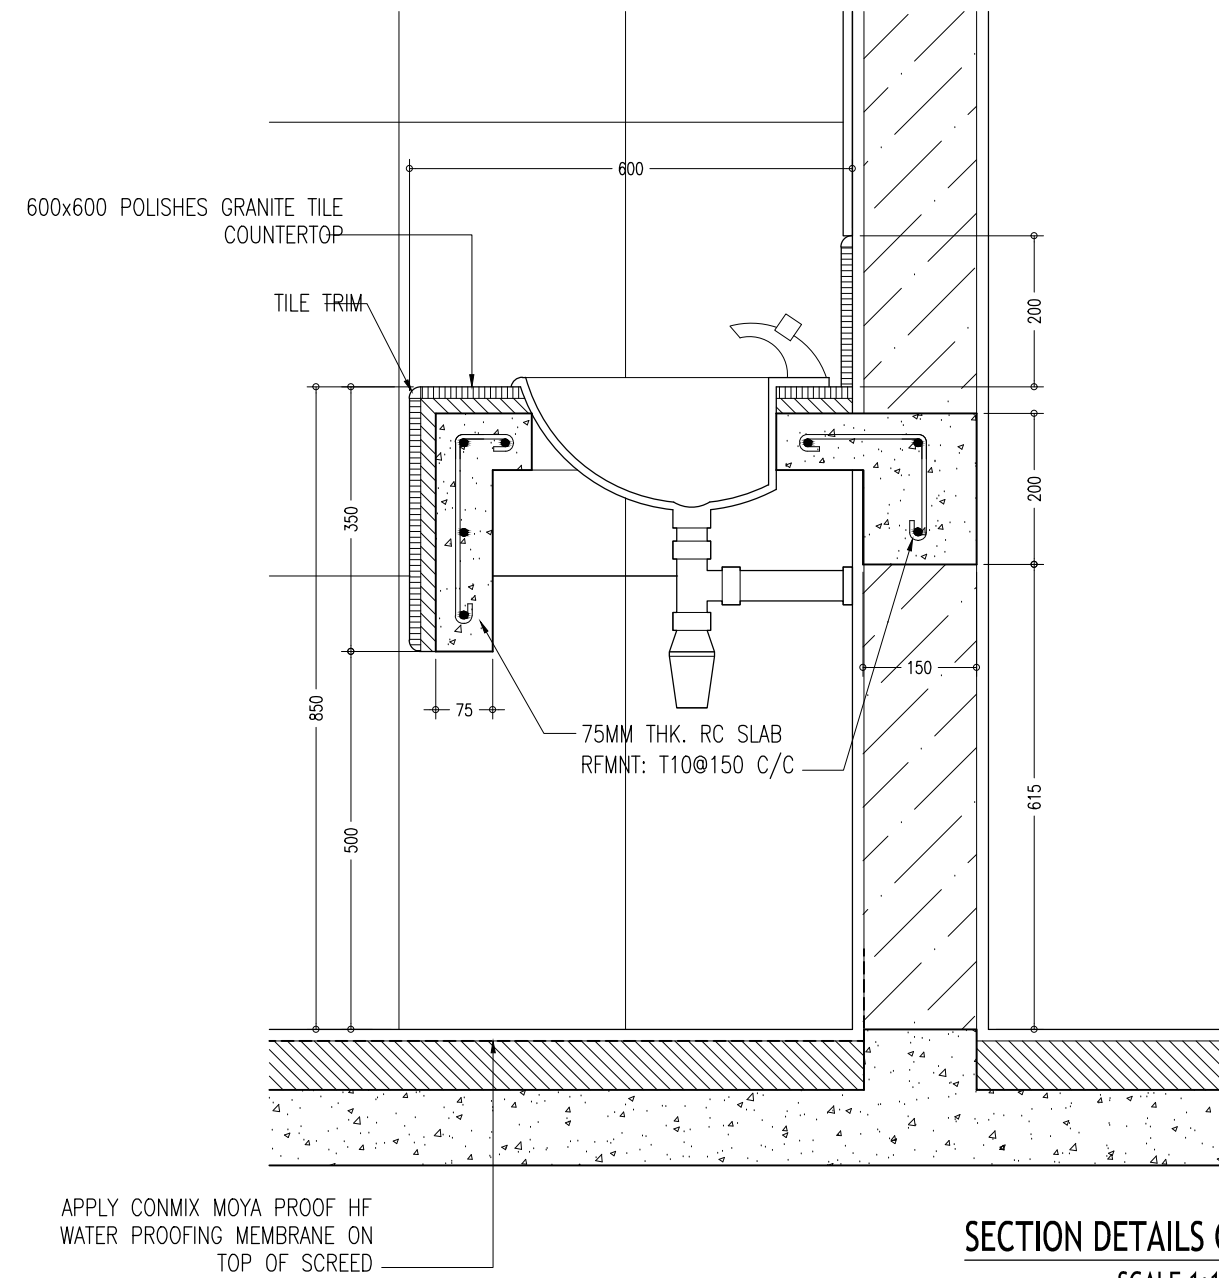 600
600x600 POLISHES GRANITE TILE
COUNTERTOP
TILE TRIM
200
200
350
150
850
75
75MM THK. RC SLAB
RFMNT: T10@150 C/C
615
500
APPLY CONMIX MOYA PROOF HF
WATER PROOFING MEMBRANE ON
TOP OF SCREED
SECTION DETAILS
SCALE